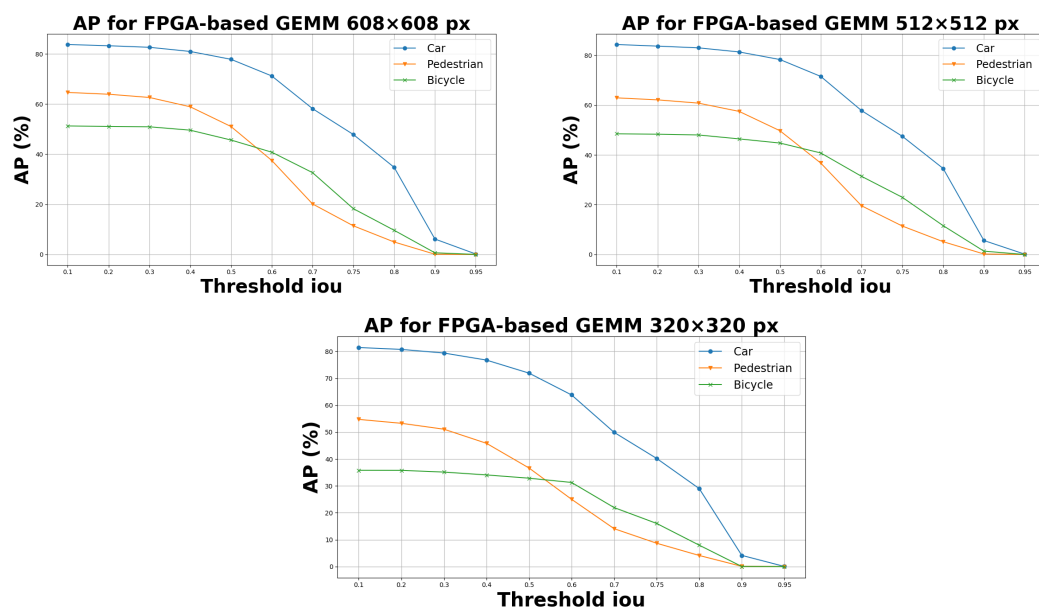 AP for FPGA-based GEMM 608×608 px
AP (%)
80
60
40
20
0
Car
Pedestrian
Bicycle
0.1 0.2 0.3 0.4 0.5 0.6 0.7 0.75 0.8 0.9 0.95
Threshold iou
AP for FPGA-based GEMM 512×512 px
AP (%)
80
60
40
20
0
Car
Pedestrian
Bicycle
0.1 0.2 0.3 0.4 0.5 0.6 0.7 0.75 0.8 0.9 0.95
Threshold iou
AP for FPGA-based GEMM 320×320 px
AP (%)
80
70
60
50
40
30
20
10
0
Car
Pedestrian
Bicycle
0.1 0.2 0.3 0.4 0.5 0.6 0.7 0.75 0.8 0.9 0.95
Threshold iou